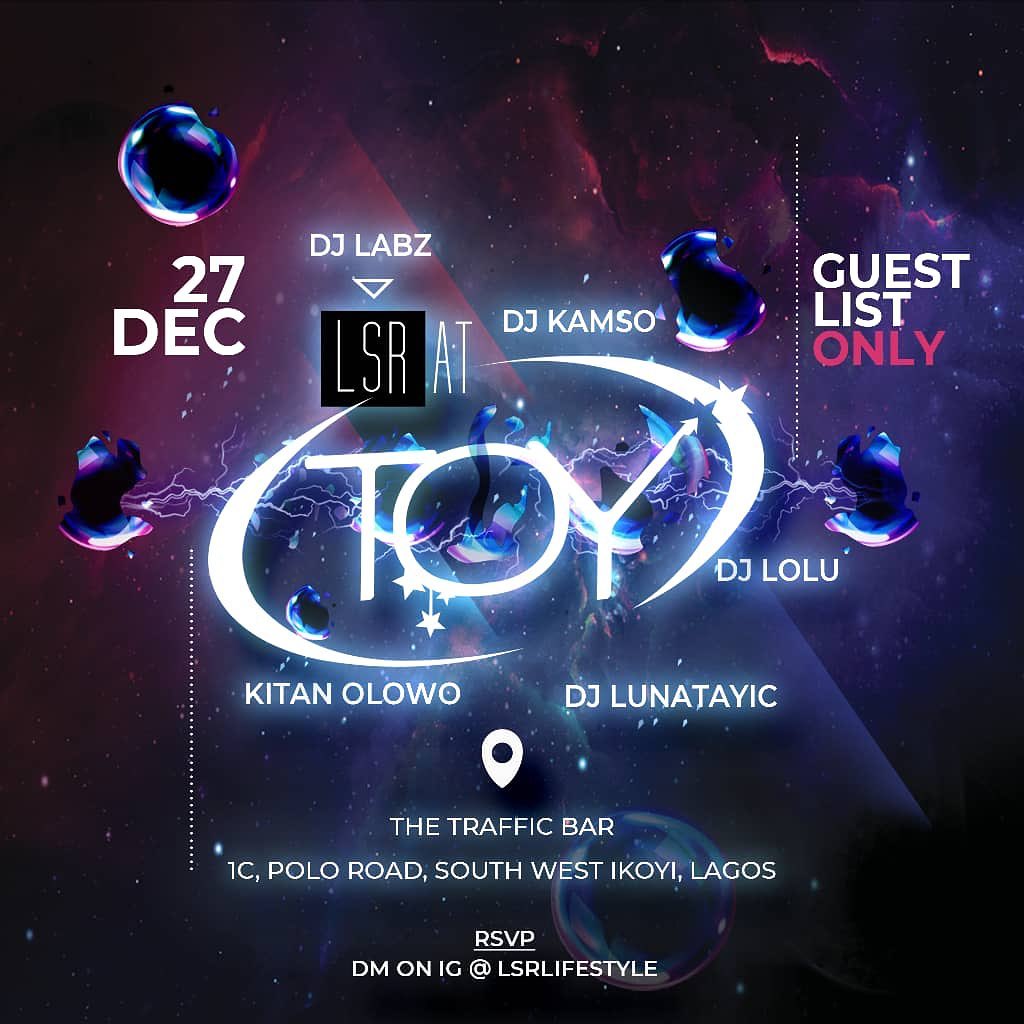 27
DEC
DJ LABZ
LSR AT
DJ KAMSO
GUEST
LIST
ONLY
TOY
DJ LOLU
KITAN OLOWO
DJ LUNATAYIC
THE TRAFFIC BAR
1C, POLO ROAD, SOUTH WEST IKOYI, LAGOS
RSVP
DM ON IG @ LSRLIFESTYLE